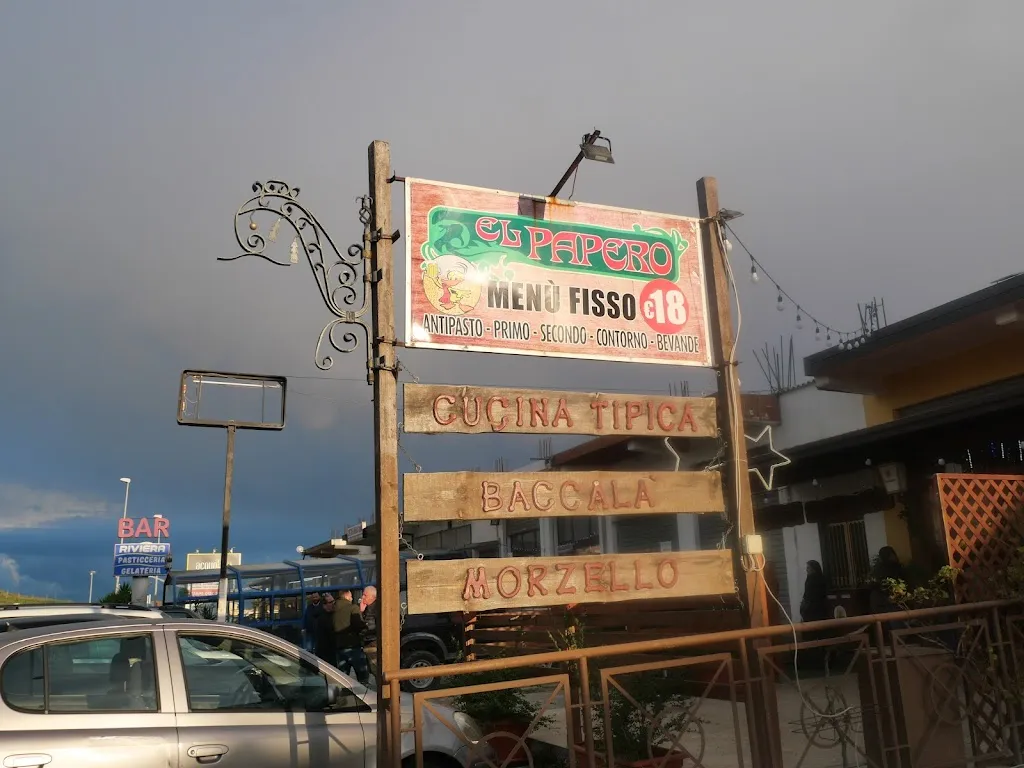 EL PAPERO
MENÙ FISSO €18
ANTIPASTO - PRIMO - SECONDO - CONTORNO - BEVANDE
CUCINA TIPICA
BACCALÀ
MORZELLO
BAR
RIVIERA
PASTICCERIA
GELATERIA